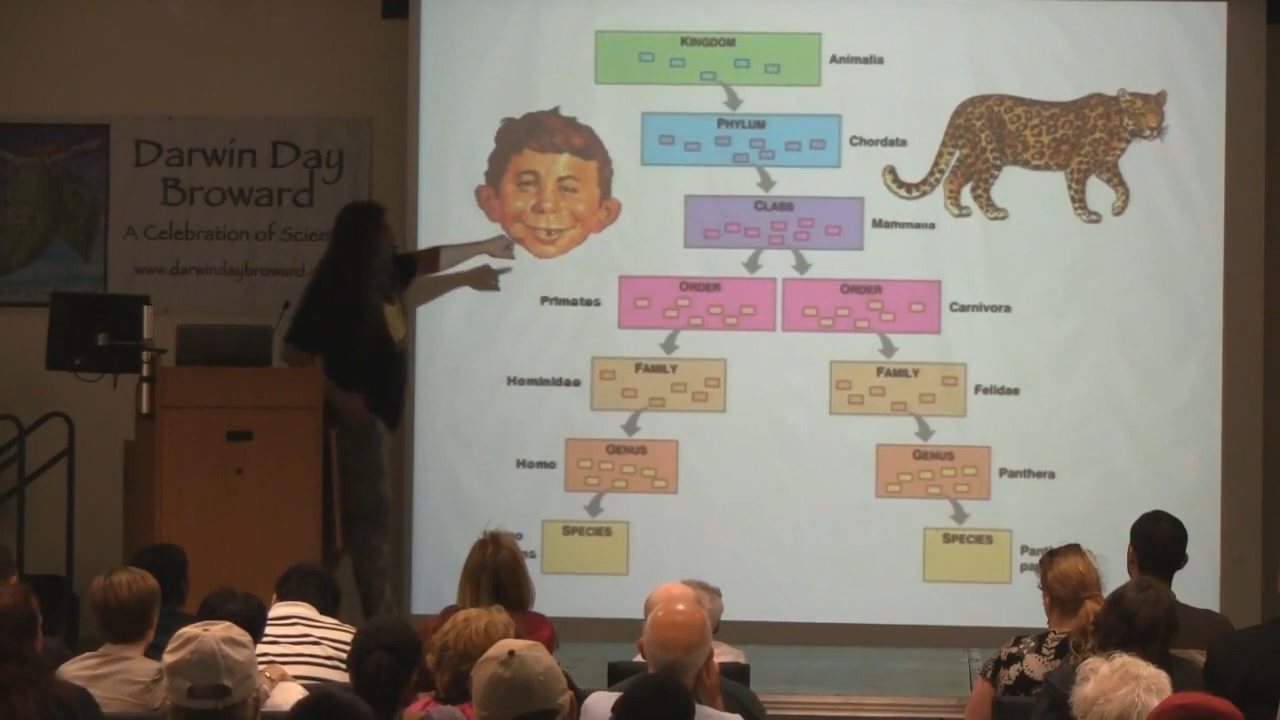 Darwin Day
Broward
A Celebration of
www.darwindaybroward.
KINGDOM
Animalia
PHYLUM
Chordata
CLASS
Mammalia
Primates
ORDER
ORDER
Carnivora
Hominidae
FAMILY
FAMILY
Felidae
Homo
GENUS
GENUS
Panthera
SPECIES
SPECIES